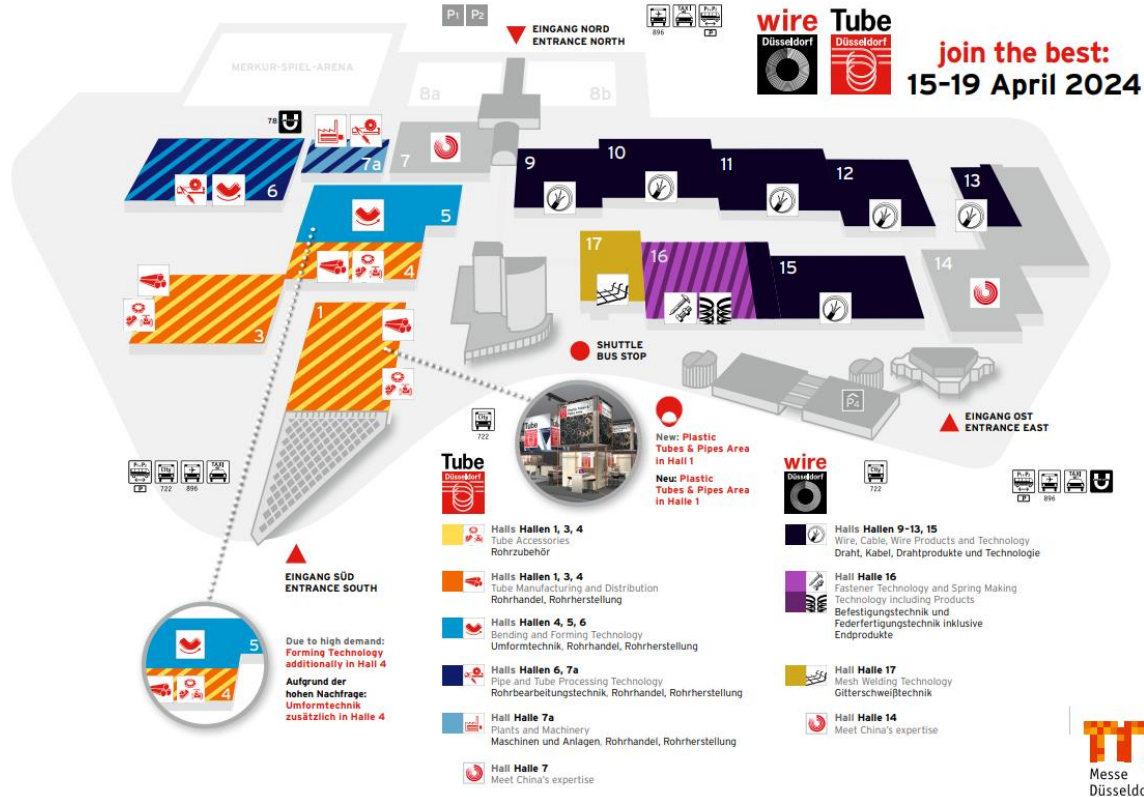 P1 P2
EINGANG NORD
ENTRANCE NORTH
896
TAXI
P
wire
Düsseldorf
Tube
Düsseldorf
join the best:
15–19 April 2024
MERKUR-SPIEL-ARENA
8a
8b
78
U
6
7a
7
9
10
11
12
13
5
4
3
1
17
16
15
14
SHUTTLE
BUS STOP
P4
EINGANG OST
ENTRANCE EAST
City
722
New: Plastic
Tubes & Pipes Area
in Hall 1
Neu: Plastic
Tubes & Pipes Area
in Halle 1
P
City
722
896
TAXI
EINGANG SÜD
ENTRANCE SOUTH
5
4
Due to high demand:
Forming Technology
additionally in Hall 4
Aufgrund der
hohen Nachfrage:
Umformtechnik
zusätzlich in Halle 4
Tube
Düsseldorf
Halls Hallen 1, 3, 4
Tube Accessories
Rohrzubehör
Halls Hallen 1, 3, 4
Tube Manufacturing and Distribution
Rohrhandel, Rohrherstellung
Halls Hallen 4, 5, 6
Bending and Forming Technology
Umformtechnik, Rohrhandel, Rohrherstellung
Halls Hallen 6, 7a
Pipe and Tube Processing Technology
Rohrbearbeitungstechnik, Rohrhandel, Rohrherstellung
Hall Halle 7a
Plants and Machinery
Maschinen und Anlagen, Rohrhandel, Rohrherstellung
Hall Halle 7
Meet China's expertise
wire
Düsseldorf
City
722
P
896
TAXI
U
Halls Hallen 9–13, 15
Wire, Cable, Wire Products and Technology
Draht, Kabel, Drahtprodukte und Technologie
Hall Halle 16
Fastener Technology and Spring Making
Technology including Products
Befestigungstechnik und
Federfertigungstechnik inklusive
Endprodukte
Hall Halle 17
Mesh Welding Technology
Gitterschweißtechnik
Hall Halle 14
Meet China's expertise
Messe
Düsseldo